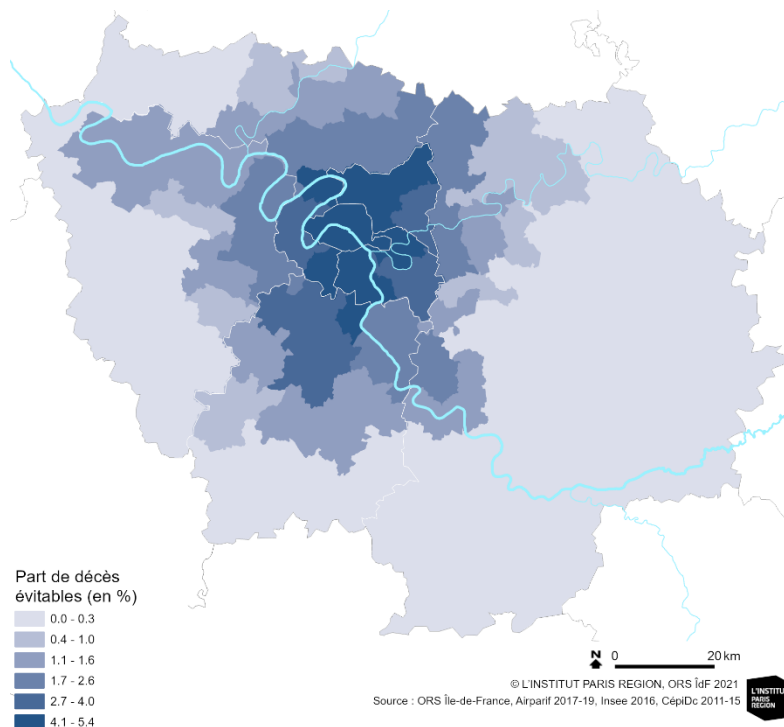 Part de décès
évitables (en %)
0.0 - 0.3
0.4 - 1.0
1.1 - 1.6
1.7 - 2.6
2.7 - 4.0
4.1 - 5.4
N 0 20 km
© L'INSTITUT PARIS REGION, ORS ÎdF 2021
Source : ORS Île-de-France, Airparif 2017-19, Insee 2016, CépiDc 2011-15
L'INSTITUT
PARIS
REGION